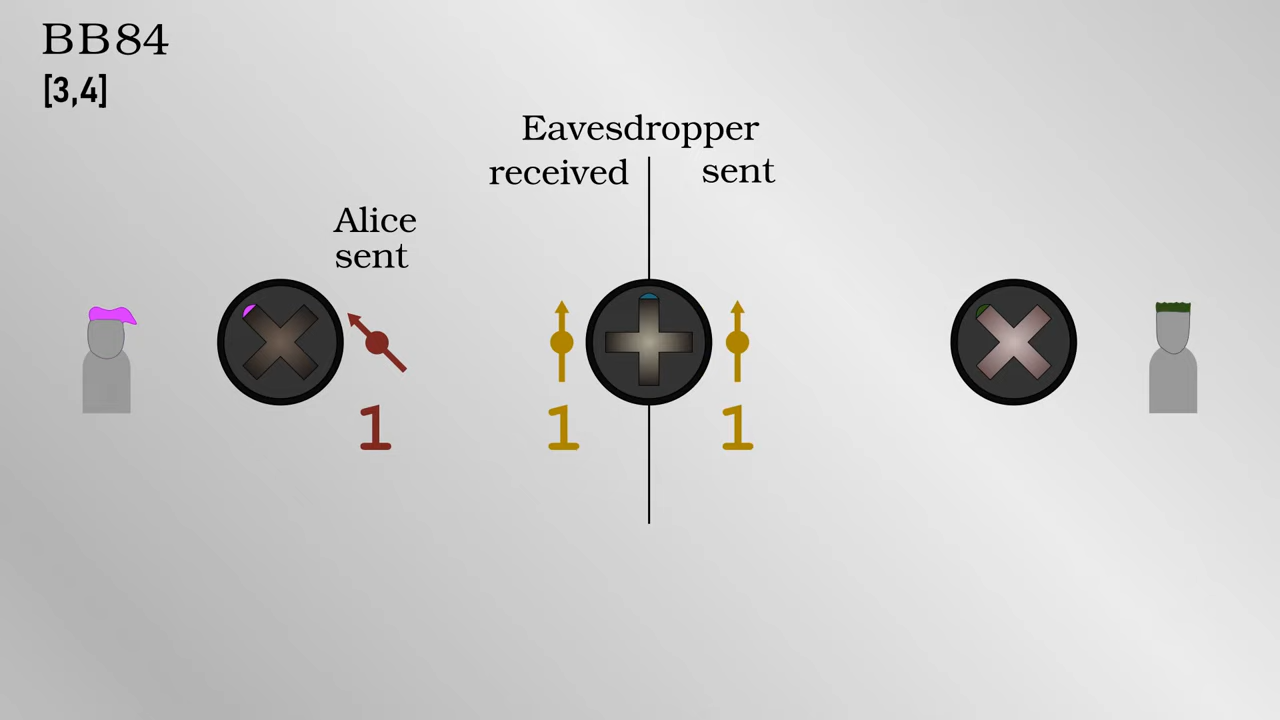 BB84
[3,4]
Eavesdropper
received sent
Alice
sent
1 1 1